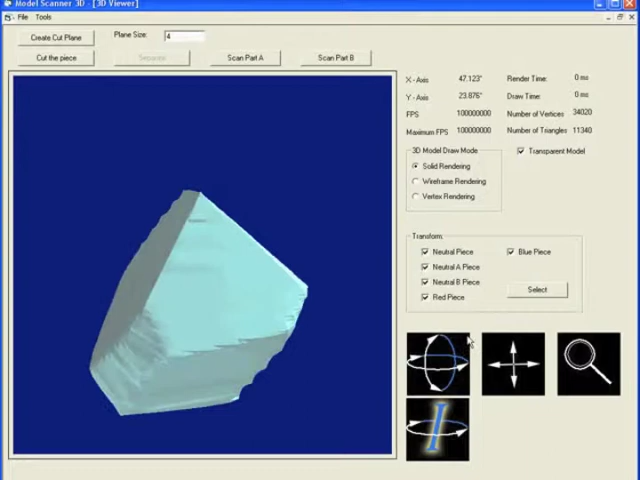 Model Scanner 3D - [3D Viewer]
File Tools
Create Cut Plane Plane Size: 4
Cut the piece Separate Scan Part A Scan Part B
X - Axis 47.123° Render Time: 0 ms
Y - Axis 23.876° Draw Time: 0 ms
FPS 100000000 Number of Vertices 34020
Maximum FPS 100000000 Number of Triangles 11340
3D Model Draw Mode Transparent Model
Solid Rendering
Wireframe Rendering
Vertex Rendering
Transform:
Neutral Piece Blue Piece
Neutral A Piece
Neutral B Piece Select
Red Piece